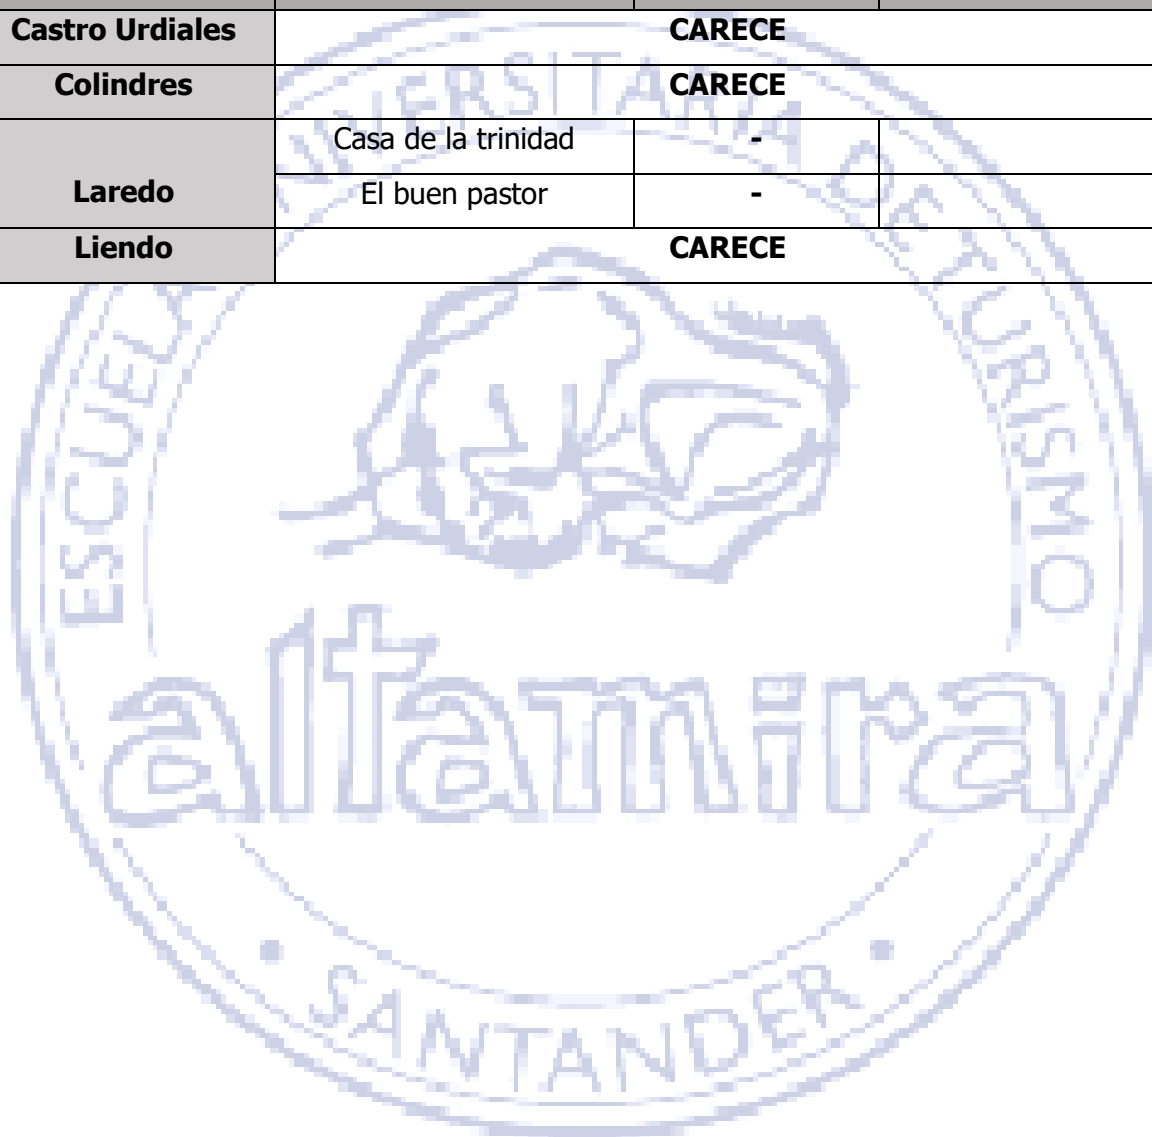 Castro Urdiales CARECE
Colindres CARECE
Casa de la trinidad -
Laredo
El buen pastor -
Liendo CARECE
ESCUELA UNIVERSITARIA DE TURISMO
altamira
• SANTANDER •